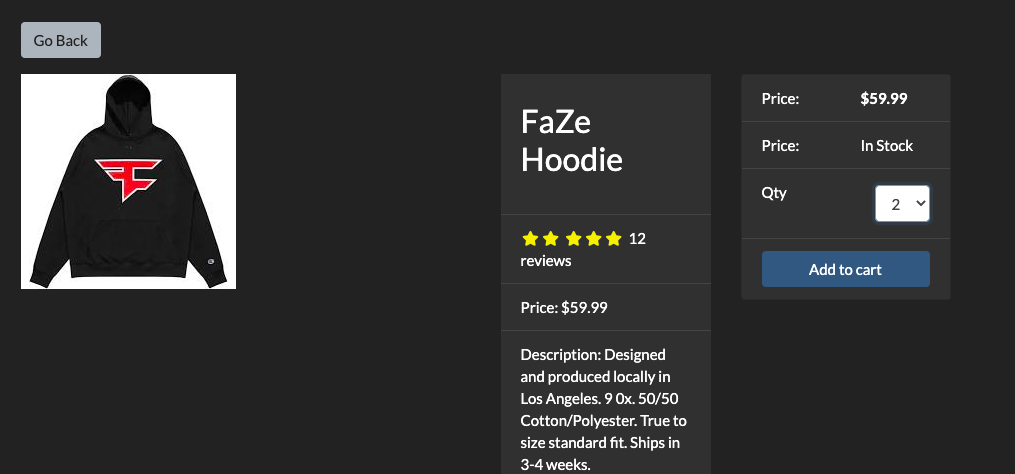 Go Back
FaZe
Hoodie
12
reviews
Price: $59.99
Description: Designed
and produced locally in
Los Angeles. 9 0x. 50/50
Cotton/Polyester. True to
size standard fit. Ships in
3-4 weeks.
Price: $59.99
Price: In Stock
Qty 2
Add to cart